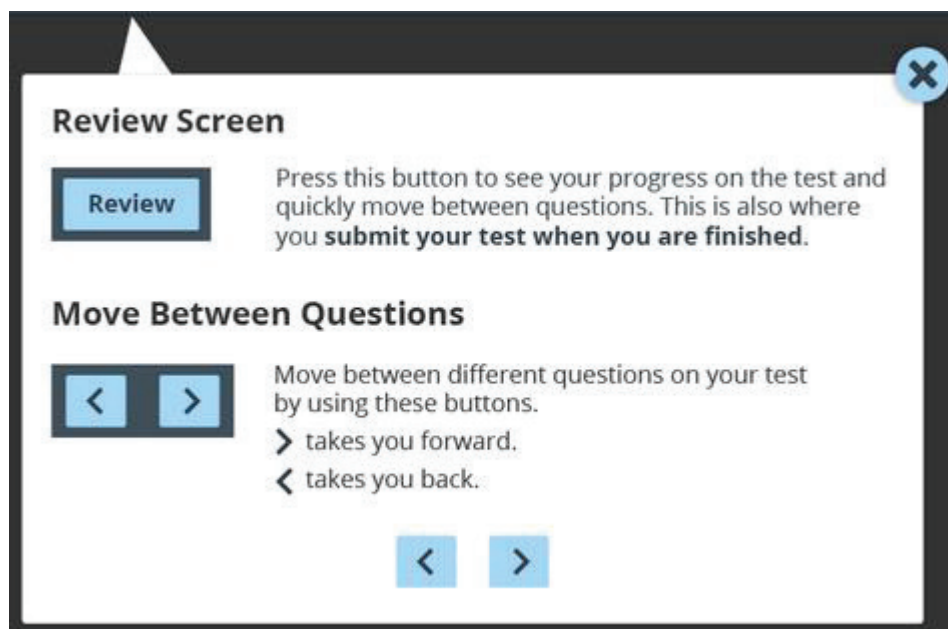 Review Screen
Review
Press this button to see your progress on the test and
quickly move between questions. This is also where
you submit your test when you are finished.
Move Between Questions
Move between different questions on your test
by using these buttons.
> takes you forward.
< takes you back.